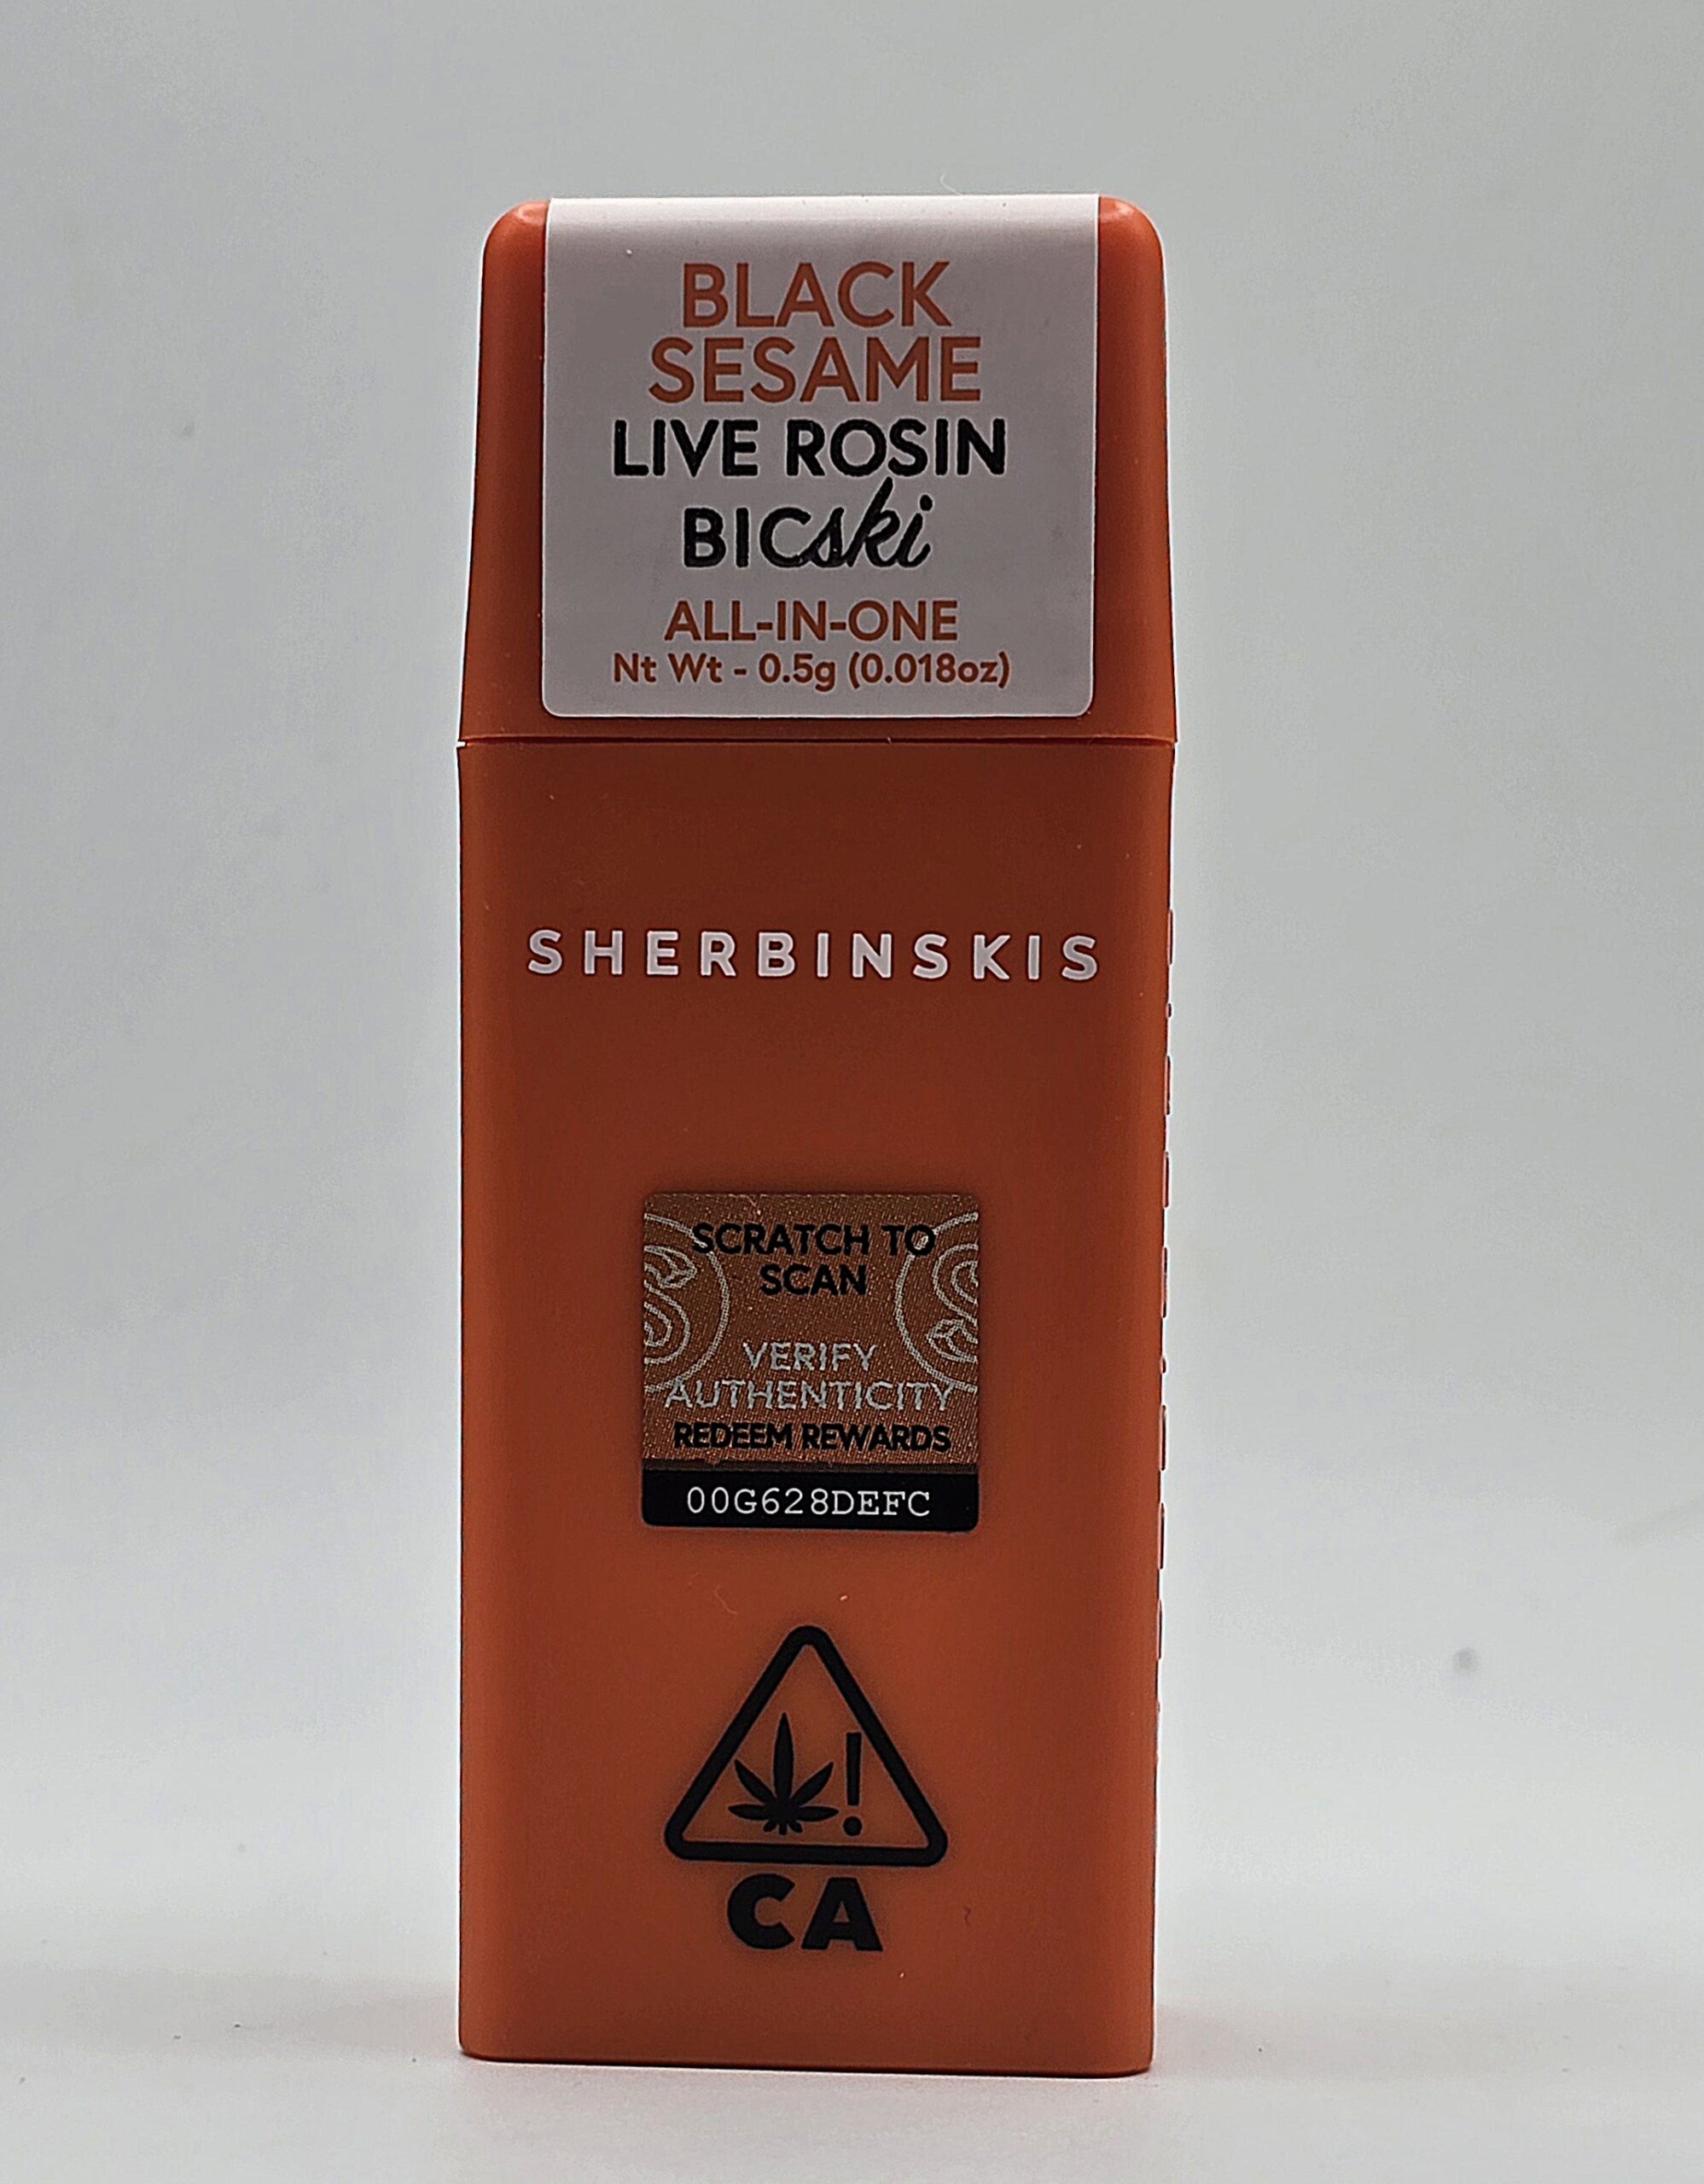 BLACK
SESAME
LIVE ROSIN
BICski
ALL-IN-ONE
Nt Wt - 0.5g (0.018oz)
SHERBINSKIS
SCRATCH TO
SCAN
VERIFY
AUTHENTICITY
REDEEM REWARDS
00G628DEFC
!
CA